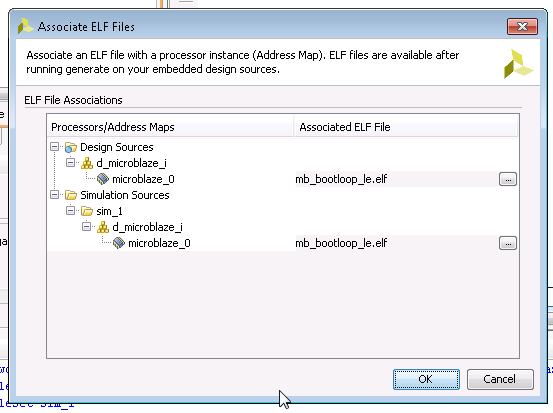 Associate ELF Files
Associate an ELF file with a processor instance (Address Map). ELF files are available after
running generate on your embedded design sources.
ELF File Associations
Processors/Address Maps Associated ELF File
Design Sources
d_microblaze_i
microblaze_0 mb_bootloop_le.elf ...
Simulation Sources
sim_1
d_microblaze_i
microblaze_0 mb_bootloop_le.elf ...
OK Cancel